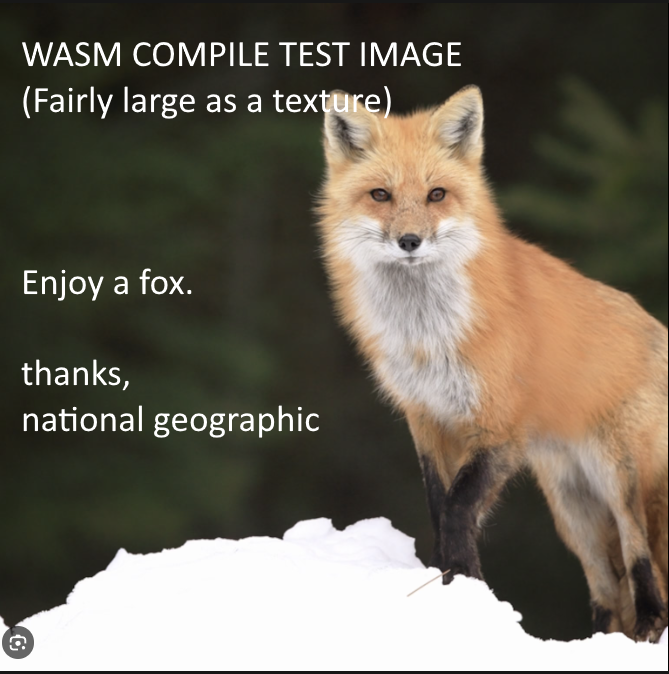 WASM COMPILE TEST IMAGE
(Fairly large as a texture)
Enjoy a fox.
thanks,
national geographic